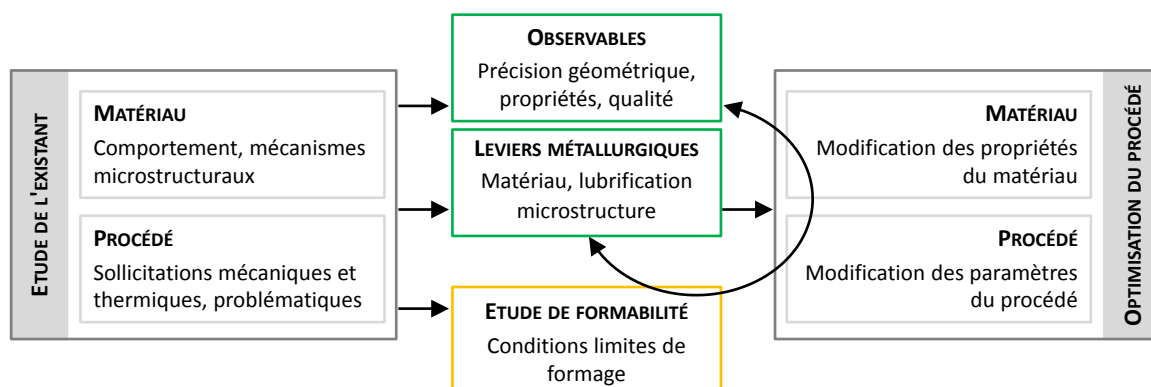 ETUDE DE L'EXISTANT
MATÉRIAU
Comportement, mécanismes
microstructuraux
PROCÉDÉ
Sollicitations mécaniques et
thermiques, problématiques
OBSERVABLES
Précision géométrique,
propriétés, qualité
LEVIERS MÉTALLURGIQUES
Matériau, lubrification
microstructure
ETUDE DE FORMABILITÉ
Conditions limites de
formage
MATÉRIAU
Modification des propriétés
du matériau
PROCÉDÉ
Modification des paramètres
du procédé
OPTIMISATION DU PROCÉDÉ